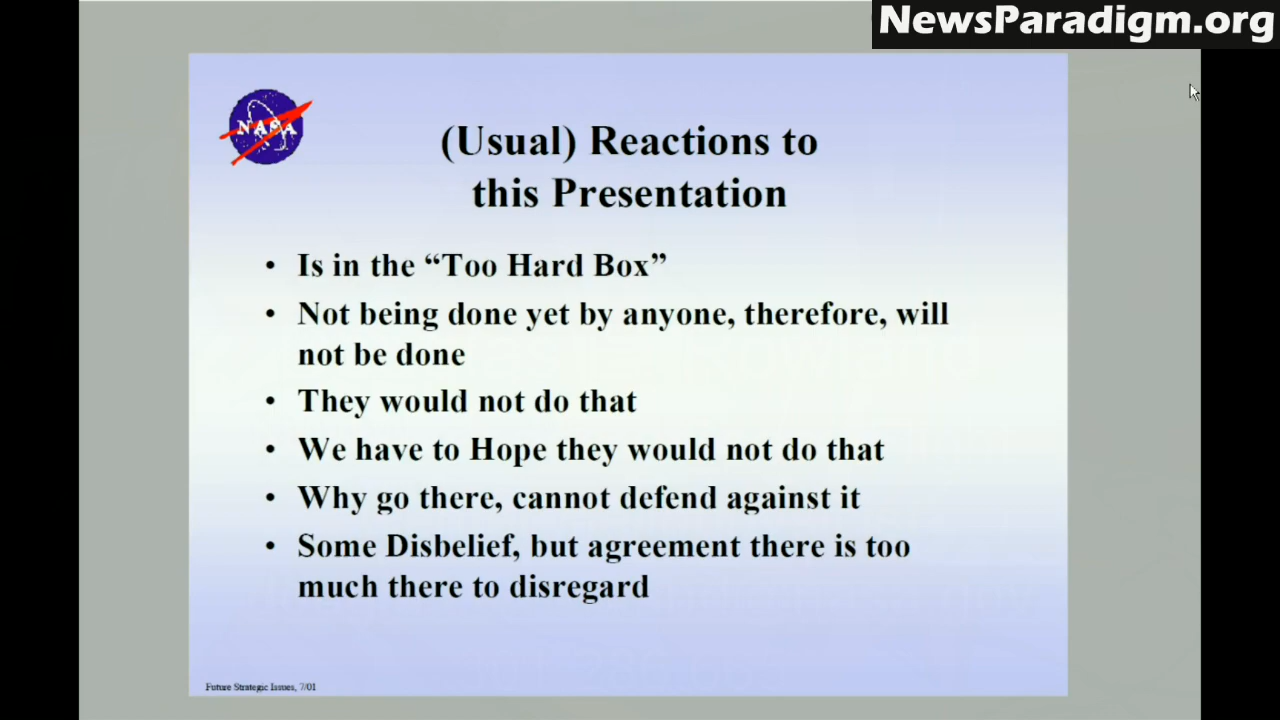 NewsParadigm.org
NASA
(Usual) Reactions to
this Presentation
• Is in the “Too Hard Box”
• Not being done yet by anyone, therefore, will
not be done
• They would not do that
• We have to Hope they would not do that
• Why go there, cannot defend against it
• Some Disbelief, but agreement there is too
much there to disregard
Future Strategic Issues, 7/01